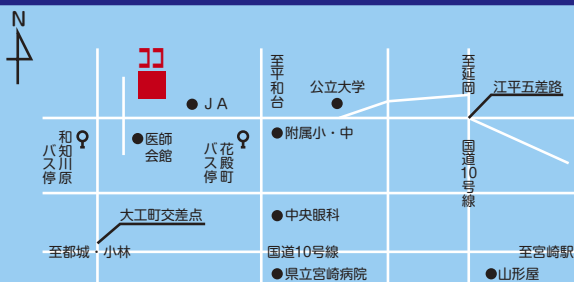 N
ココ
至平和台
公立大学
至延岡
江平五差路
JA
和知川原
バス停
医師
会館
花殿町
バス停
附属小・中
国道10号線
大工町交差点
中央眼科
至都城・小林
国道10号線
至宮崎駅
県立宮崎病院
山形屋